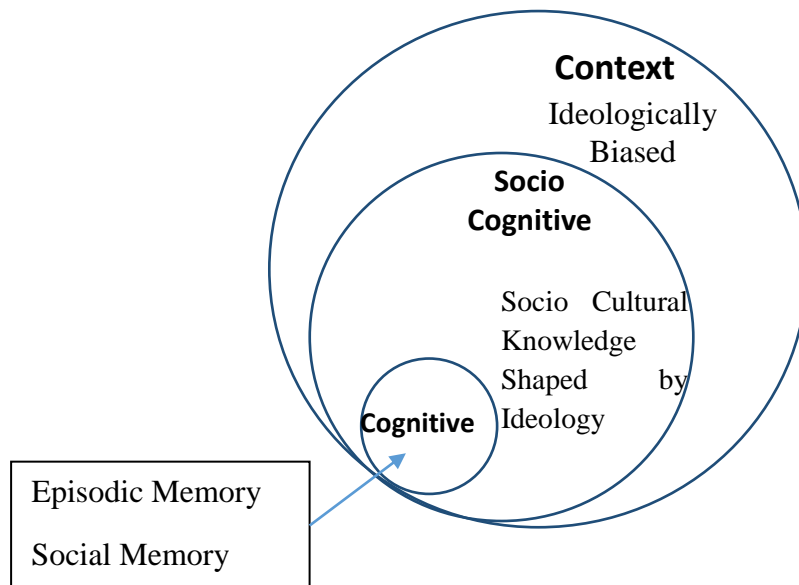 Context
Ideologically
Biased
Socio
Cognitive
Socio Cultural
Knowledge
Shaped by
Ideology
Cognitive
Episodic Memory
Social Memory